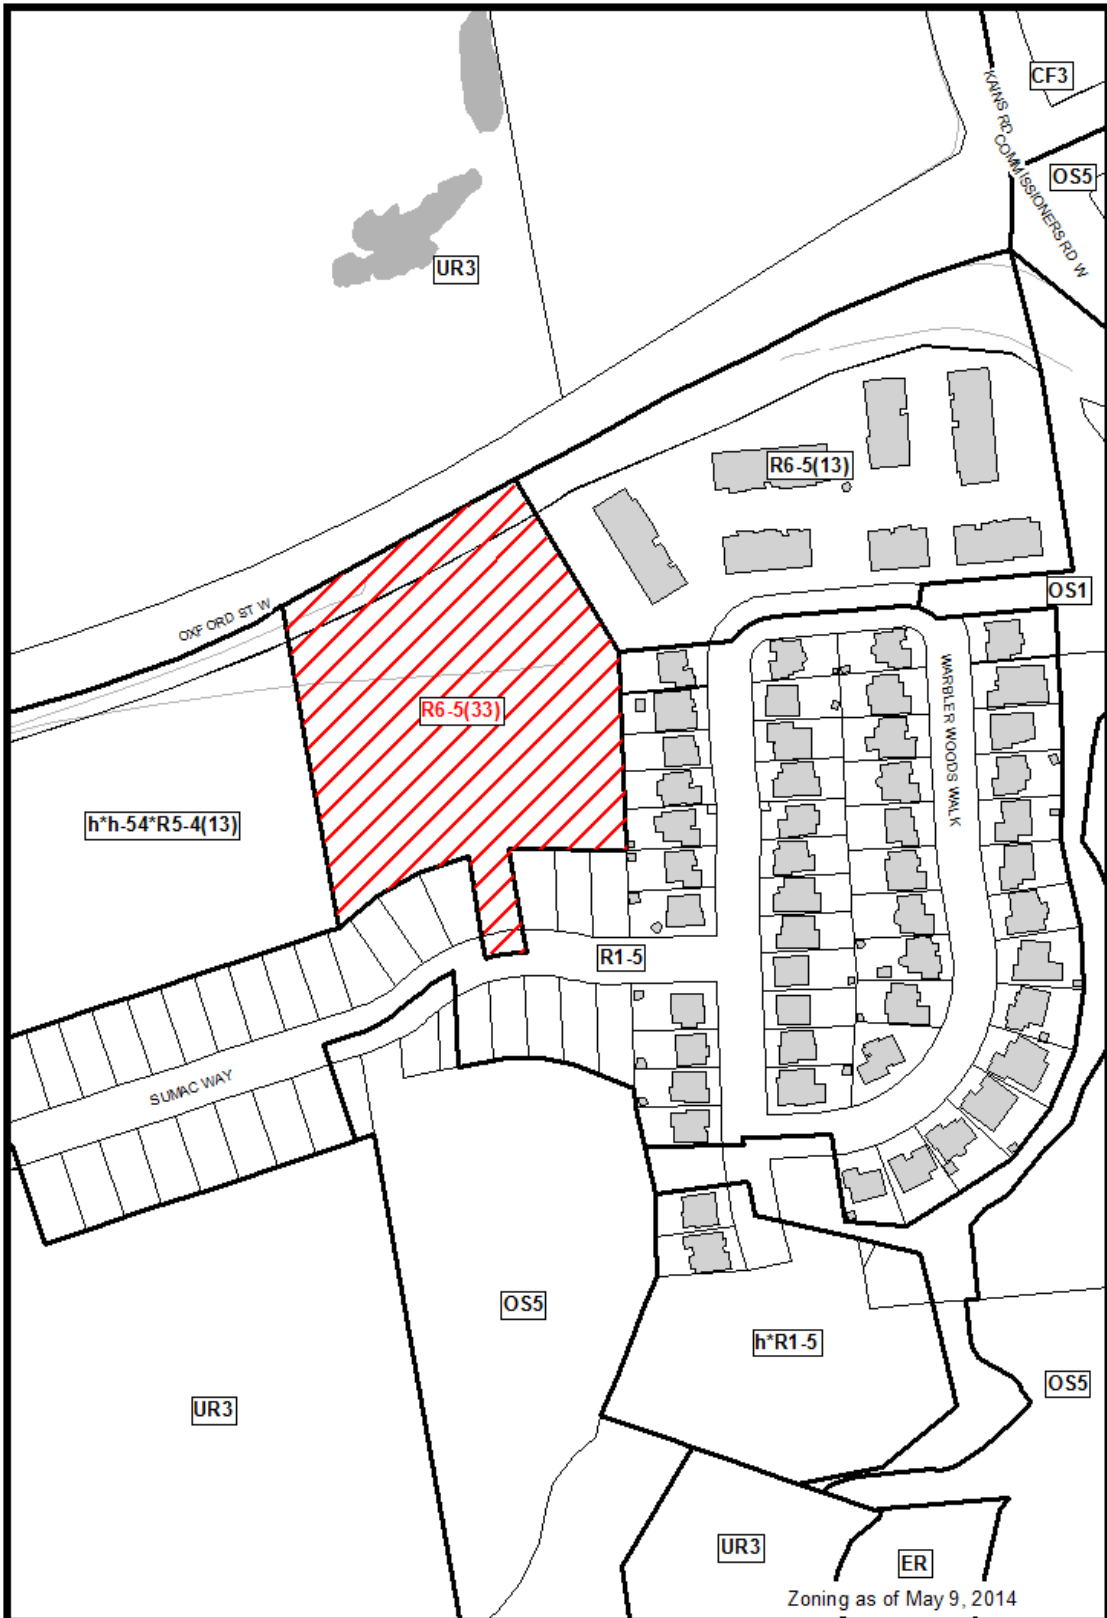 CF3
KAINS RD
COMMISSIONERS RD W
OS5
UR3
R6-5(13)
OS1
OXFORD ST W
WARBLER WOODS WALK
R6-5(33)
h*h-54*R5-4(13)
R1-5
SUMAC WAY
OS5
h*R1-5
OS5
UR3
UR3
ER
Zoning as of May 9, 2014